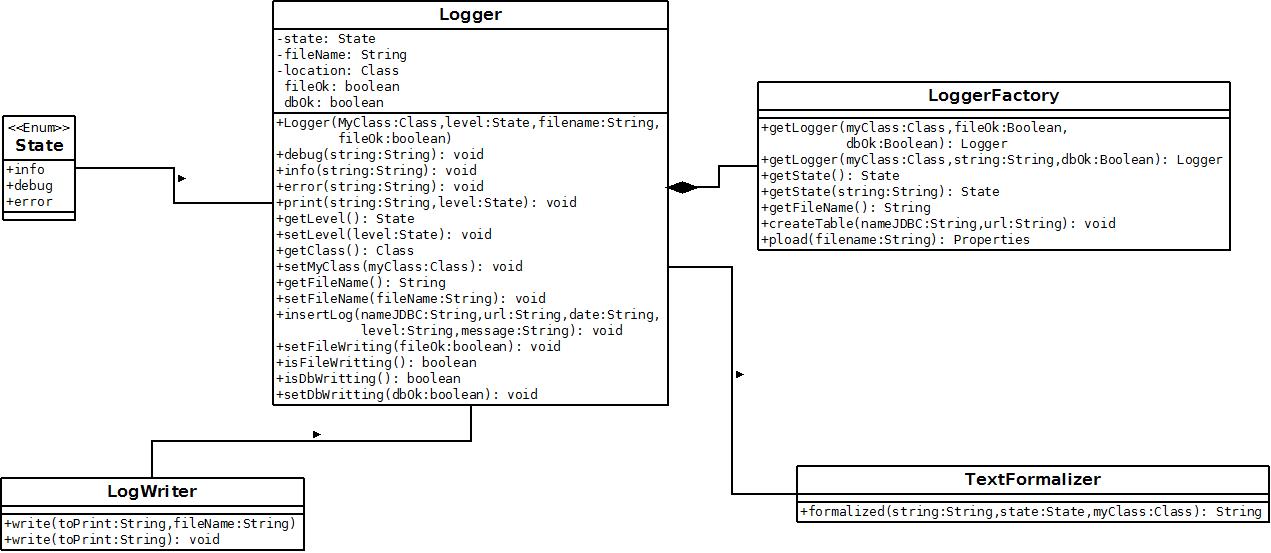 Logger
-state: State
-fileName: String
-location: Class
fileOk: boolean
dbOk: boolean
+Logger(MyClass:Class,level:State,filename:String,
fileOk:boolean)
+debug(string:String): void
+info(string:String): void
+error(string:String): void
+print(string:String,level:State): void
+getLevel(): State
+setLevel(level:State): void
+getClass(): Class
+setMyClass(myClass:Class): void
+getFileName(): String
+setFileName(fileName:String): void
+insertLog(nameJDBC:String,url:String,date:String,
level:String,message:String): void
+setFileWriting(fileOk:boolean): void
+isFileWritting(): boolean
+isDbWritting(): boolean
+setDbWritting(dbOk:boolean): void
<<Enum>>
State
+info
+debug
+error
LoggerFactory
+getLogger(myClass:Class,fileOk:Boolean,
dbOk:Boolean): Logger
+getLogger(myClass:Class,string:String,dbOk:Boolean): Logger
+getState(): State
+getState(string:String): State
+getFileName(): String
+createTable(nameJDBC:String,url:String): void
+pload(filename:String): Properties
LogWriter
+write(toPrint:String,fileName:String)
+write(toPrint:String): void
TextFormalizer
+formalized(string:String,state:State,myClass:Class): String